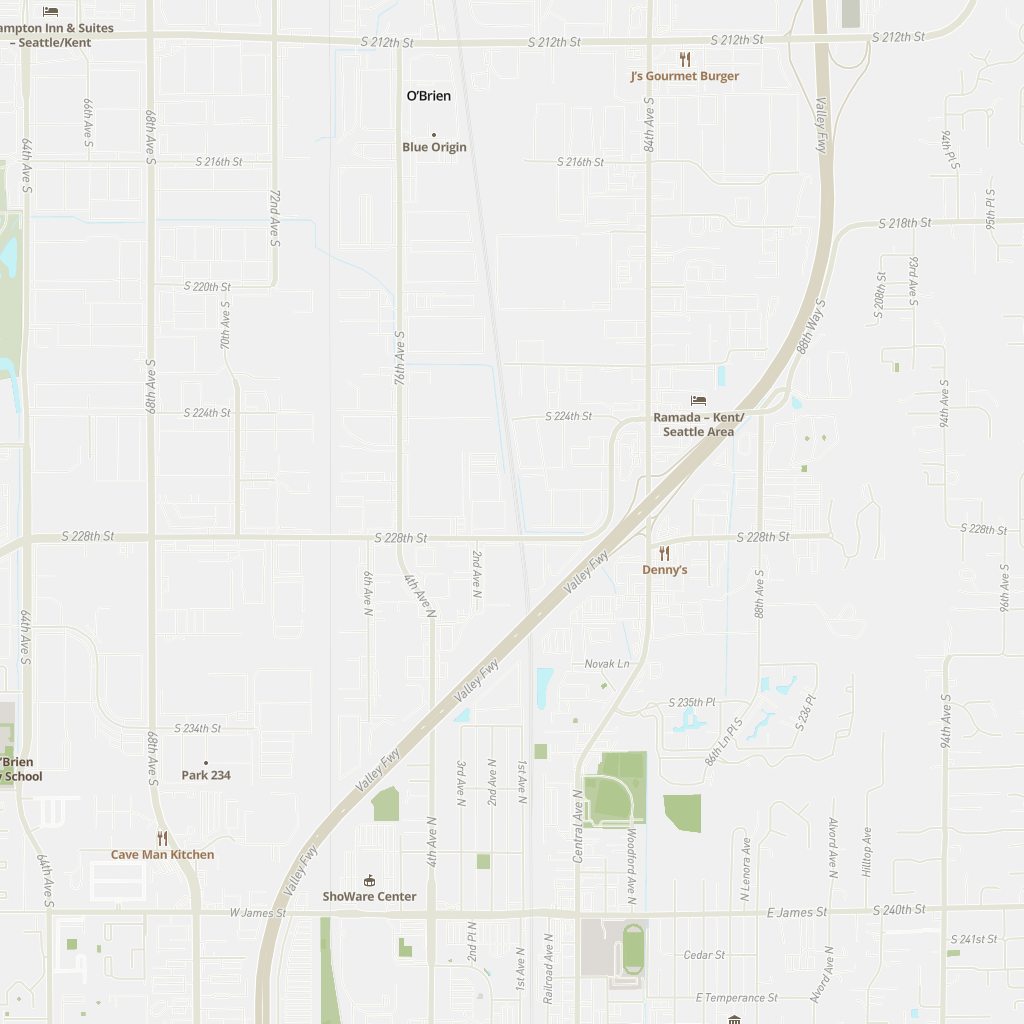 Inn & Suites
– Seattle/Kent
S 212th St
S 212th St
S 212th St
S 212th St
J's Gourmet Burger
O'Brien
Blue Origin
66th Ave S
68th Ave S
64th Ave S
84th Ave S
Valley Fwy
94th Pl S
S 216th St
S 216th St
72nd Ave S
95th Pl S
S 218th St
S 220th St
S 208th St
93rd Ave S
70th Ave S
88th Way S
76th Ave S
68th Ave S
94th Ave S
S 224th St
S 224th St
Ramada – Kent/
Seattle Area
S 228th St
S 228th St
S 228th St
S 228th St
Denny's
Valley Fwy
2nd Ave N
6th Ave N
4th Ave N
88th Ave S
96th Ave S
64th Ave S
Novak Ln
Valley Fwy
S 235th Pl
S 236 Pl
86th Ln Pl S
94th Ave S
S 234th St
68th Ave S
Park 234
O'Brien
School
Valley Fwy
3rd Ave N
2nd Ave N
1st Ave N
Central Ave N
4th Ave N
Woodford Ave N
N Lenora Ave
Alvord Ave N
Hilltop Ave
Cave Man Kitchen
64th Ave S
Valley Fwy
ShoWare Center
W James St
E James St
S 240th St
2nd Pl N
1st Ave N
Railroad Ave N
Cedar St
Alvord Ave N
S 241st St
E Temperance St